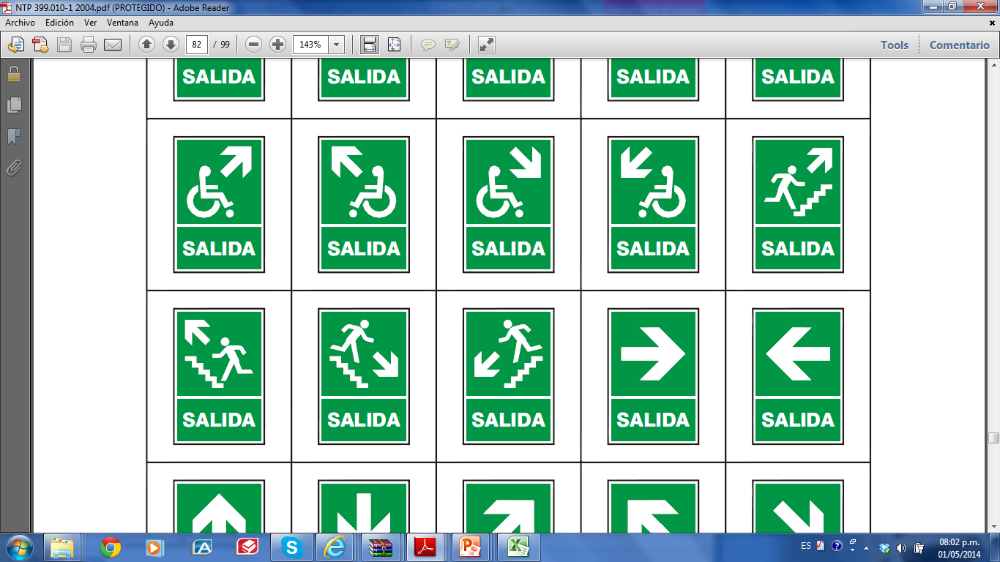 NTP 399.010-1 2004.pdf (PROTEGIDO) - Adobe Reader
Archivo Edición Ver Ventana Ayuda
82 / 99 143% Tools Comentario
SALIDA SALIDA SALIDA SALIDA SALIDA
SALIDA SALIDA SALIDA SALIDA SALIDA
SALIDA SALIDA SALIDA SALIDA SALIDA
ES 08:02 p.m.
01/05/2014